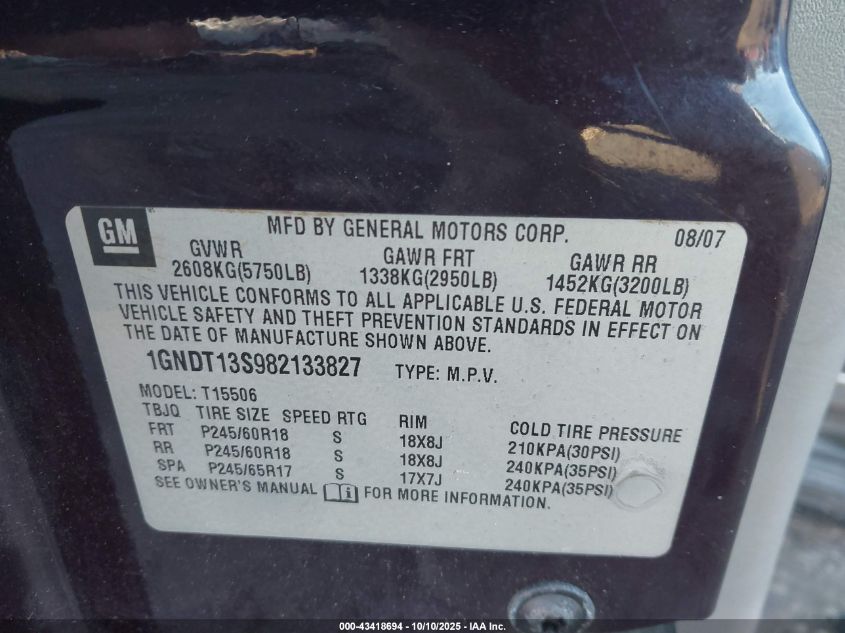 GM
MFD BY GENERAL MOTORS CORP. 08/07
GVWR GAWR FRT GAWR RR
2608KG(5750LB) 1338KG(2950LB) 1452KG(3200LB)
THIS VEHICLE CONFORMS TO ALL APPLICABLE U.S. FEDERAL MOTOR
VEHICLE SAFETY AND THEFT PREVENTION STANDARDS IN EFFECT ON
THE DATE OF MANUFACTURE SHOWN ABOVE.
1GNDT13S982133827 TYPE: M.P.V.
MODEL: T15506
TBJQ TIRE SIZE SPEED RTG RIM COLD TIRE PRESSURE
FRT P245/60R18 S 18X8J 210KPA(30PSI)
RR P245/60R18 S 18X8J 240KPA(35PSI)
SPA P245/65R17 S 17X7J 240KPA(35PSI)
SEE OWNER'S MANUAL FOR MORE INFORMATION.
000-43418694 - 10/10/2025 - IAA Inc.